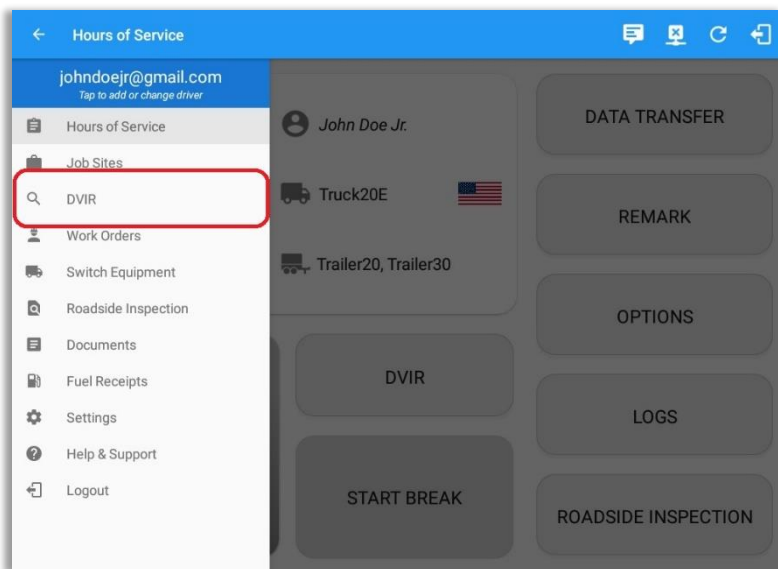 Hours of Service
johndoejr@gmail.com
Tap to add or change driver
Hours of Service
Job Sites
DVIR
Work Orders
Switch Equipment
Roadside Inspection
Documents
Fuel Receipts
Settings
Help & Support
Logout
John Doe Jr.
Truck20E
Trailer20, Trailer30
DVIR
START BREAK
DATA TRANSFER
REMARK
OPTIONS
LOGS
ROADSIDE INSPECTION